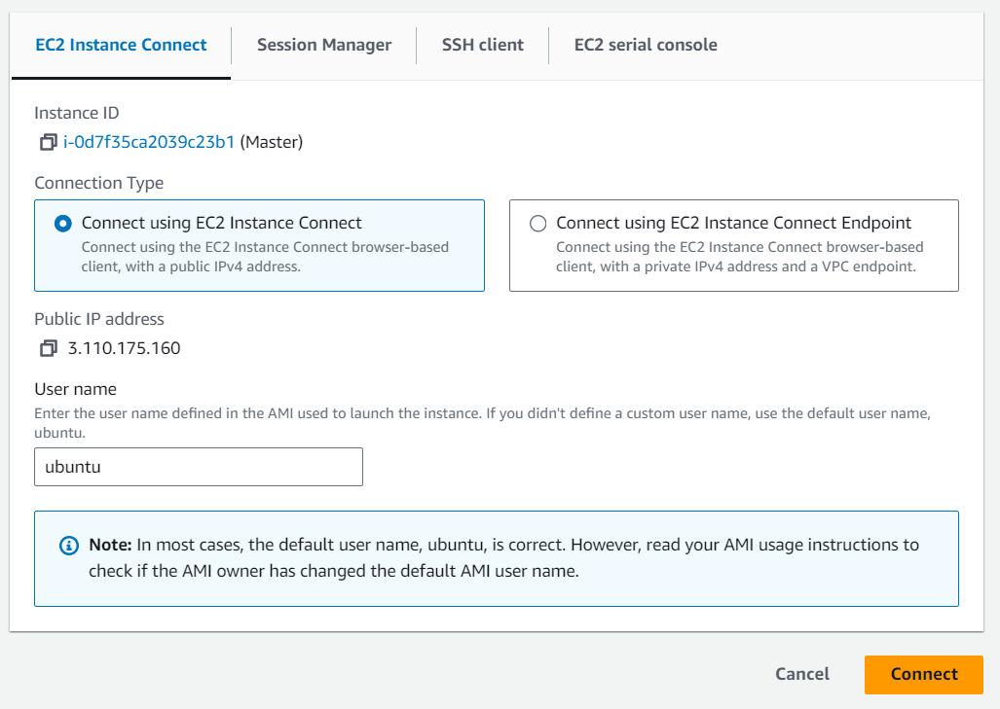 EC2 Instance Connect
Session Manager
SSH client
EC2 serial console
Instance ID
i-0d7f35ca2039c23b1 (Master)
Connection Type
Connect using EC2 Instance Connect
Connect using the EC2 Instance Connect browser-based
client, with a public IPv4 address.
Connect using EC2 Instance Connect Endpoint
Connect using the EC2 Instance Connect browser-based
client, with a private IPv4 address and a VPC endpoint.
Public IP address
3.110.175.160
User name
Enter the user name defined in the AMI used to launch the instance. If you didn't define a custom user name, use the default user name,
ubuntu.
ubuntu
Note: In most cases, the default user name, ubuntu, is correct. However, read your AMI usage instructions to
check if the AMI owner has changed the default AMI user name.
Cancel
Connect